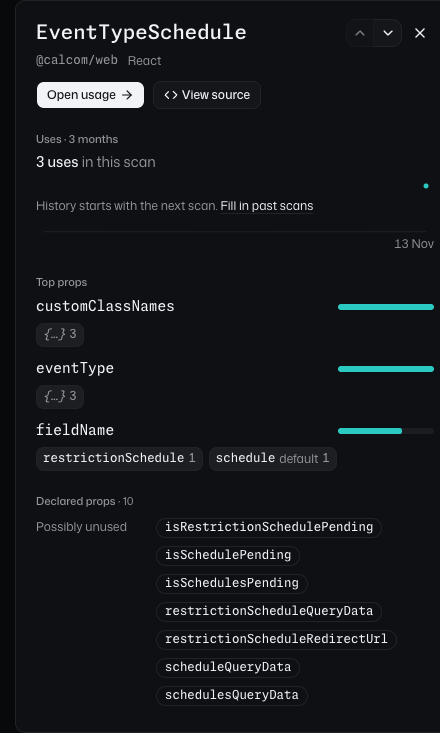 EventTypeSchedule
@calcom/web React
Open usage → <> View source
Uses · 3 months
3 uses in this scan
History starts with the next scan. Fill in past scans
13 Nov
Top props
customClassNames
{…} 3
eventType
{…} 3
fieldName
restrictionSchedule 1 schedule default 1
Declared props · 10
Possibly unused isRestrictionSchedulePending
isSchedulePending
isSchedulesPending
restrictionScheduleQueryData
restrictionScheduleRedirectUrl
scheduleQueryData
schedulesQueryData